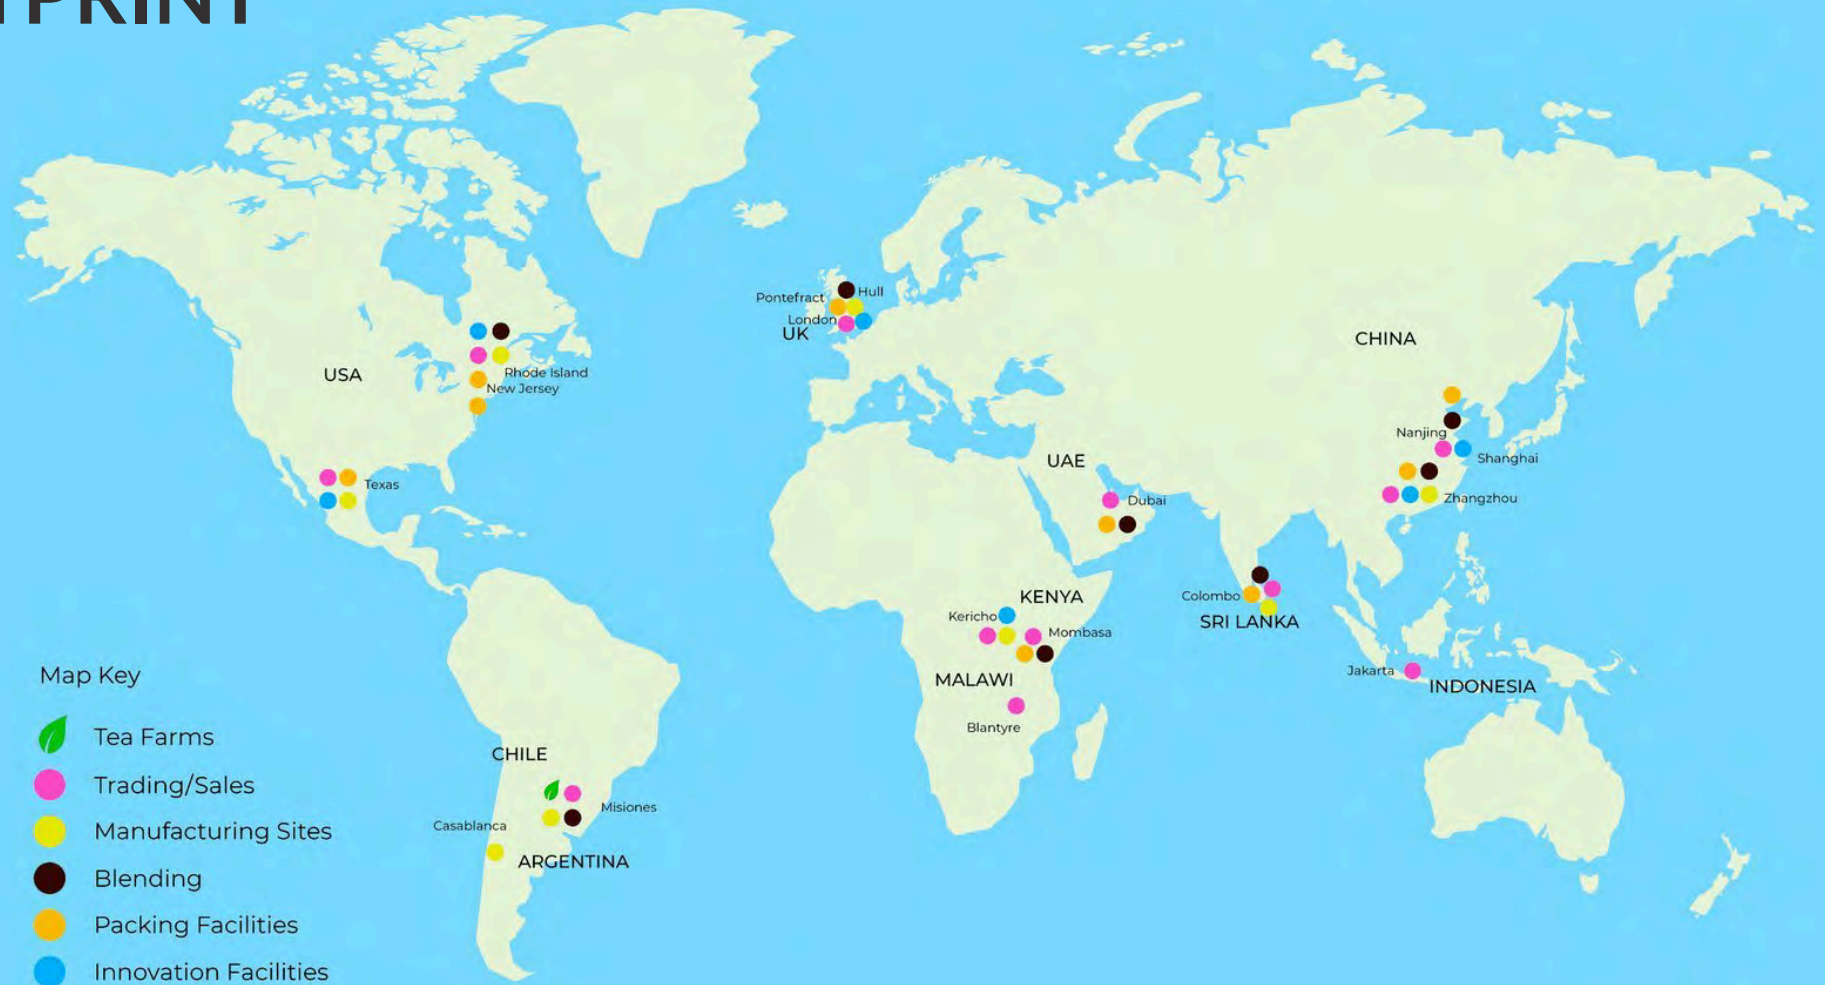 TPRINT
Hull
Pontefract
London
UK
CHINA
USA
Rhode Island
New Jersey
Nanjing
Shanghai
UAE
Texas
Zhangzhou
Dubai
KENYA
Colombo
Kericho
SRI LANKA
Mombasa
Jakarta
MALAWI
INDONESIA
Blantyre
CHILE
Misiones
Casablanca
ARGENTINA
Map Key
Tea Farms
Trading/Sales
Manufacturing Sites
Blending
Packing Facilities
Innovation Facilities